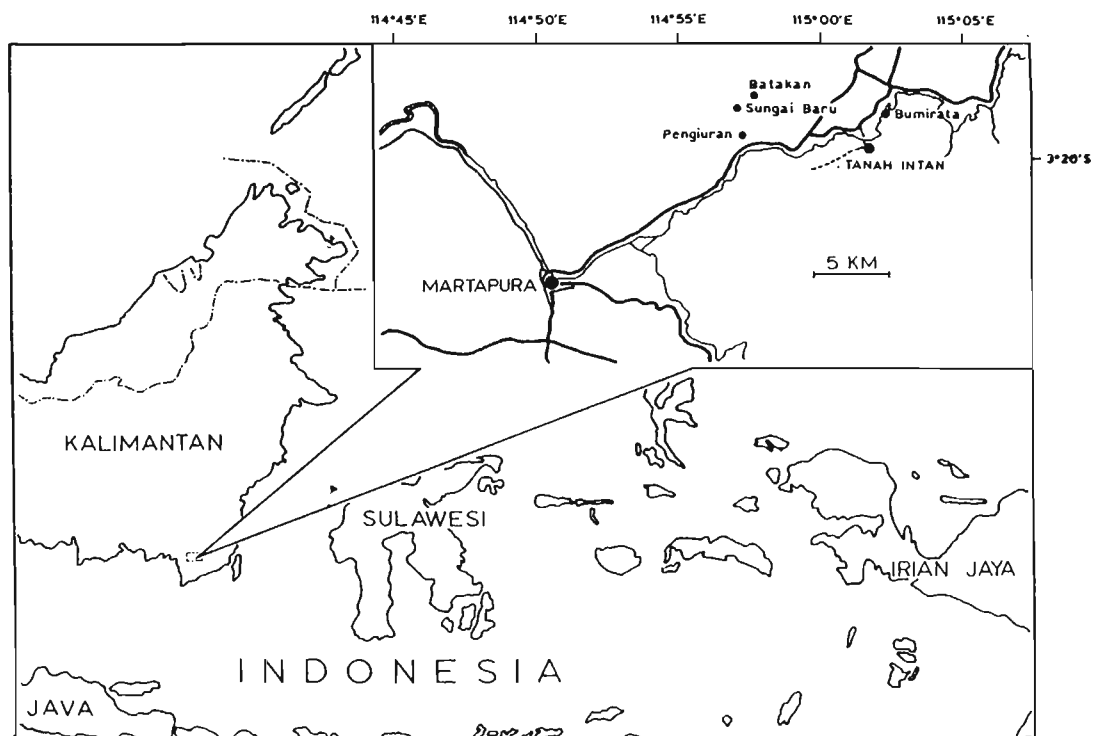 114°45'E 114°50'E 114°55'E 115°00'E 115°05'E
Batakan
Sungai Baru
Bumirata
Pengiuran
3°20'S
TANAH INTAN
5 KM
MARTAPURA
KALIMANTAN
SULAWESI
IRIAN JAYA
INDONESIA
JAVA